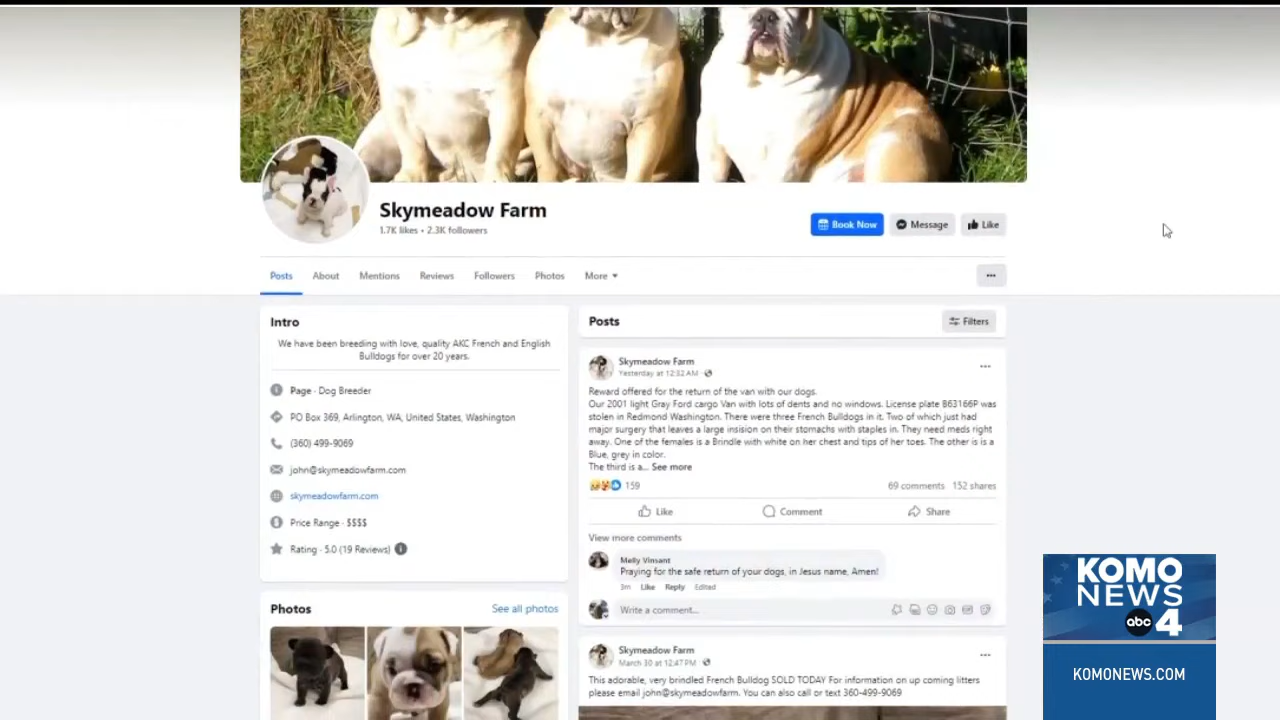 Skymeadow Farm
1.7K likes • 2.3K followers
Book Now
Message
Like
Posts
About
Mentions
Reviews
Followers
Photos
More
Intro
We have been breeding with love, quality AKC French and English
Bulldogs for over 20 years.
Page · Dog Breeder
PO Box 369, Arlington, WA, United States, Washington
(360) 499-9069
john@skymeadowfarm.com
skymeadowfarm.com
Price Range · $$$$
Rating · 5.0 (19 Reviews)
Photos
See all photos
Posts
Filters
Skymeadow Farm
Yesterday at 12:32 AM ·
Reward offered for the return of the van with our dogs.
Our 2001 light Gray Ford cargo Van with lots of dents and no windows. License plate B63166P was
stolen in Redmond Washington. There were three French Bulldogs in it. Two of which just had
major surgery that leaves a large insision on their stomachs with staples in. They need meds right
away. One of the females is a Brindle with white on her chest and tips of her toes. The other is is a
Blue, grey in color.
The third is a... See more
159
69 comments 152 shares
Like
Comment
Share
View more comments
Melly Vinsant
Praying for the safe return of your dogs, in Jesus name, Amen!
3m Like Reply Edited
Write a comment...
Skymeadow Farm
March 30 at 12:47 PM ·
This adorable, very brindled French Bulldog SOLD TODAY For information on up coming litters
please email john@skymeadowfarm. You can also call or text 360-499-9069
KOMO
NEWS
abc 4
KOMONEWS.COM